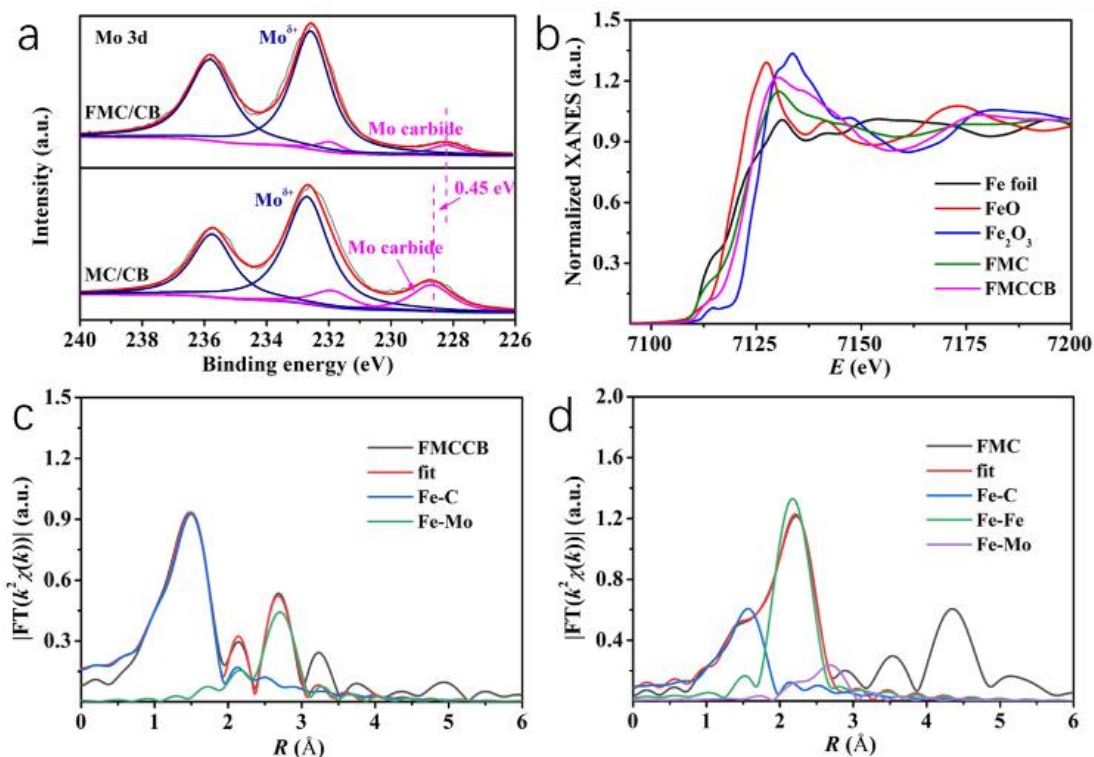 a
Mo 3d
Mo^δ+
FMC/CB
Mo carbide
0.45 eV
Mo^δ+
Mo carbide
MC/CB
Intensity (a.u.)
240 238 236 234 232 230 228 226
Binding energy (eV)
b
Normalized XANES (a.u.)
1.5
1.2
0.9
0.6
0.3
Fe foil
FeO
Fe₂O₃
FMC
FMCCB
7100 7125 7150 7175 7200
E (eV)
c
|FT(k²χ(k))| (a.u.)
1.5
1.2
0.9
0.6
0.3
FMCCB
fit
Fe-C
Fe-Mo
0 1 2 3 4 5 6
R (Å)
d
|FT(k²χ(k))| (a.u.)
2.0
1.6
1.2
0.8
0.4
FMC
fit
Fe-C
Fe-Fe
Fe-Mo
0 1 2 3 4 5 6
R (Å)